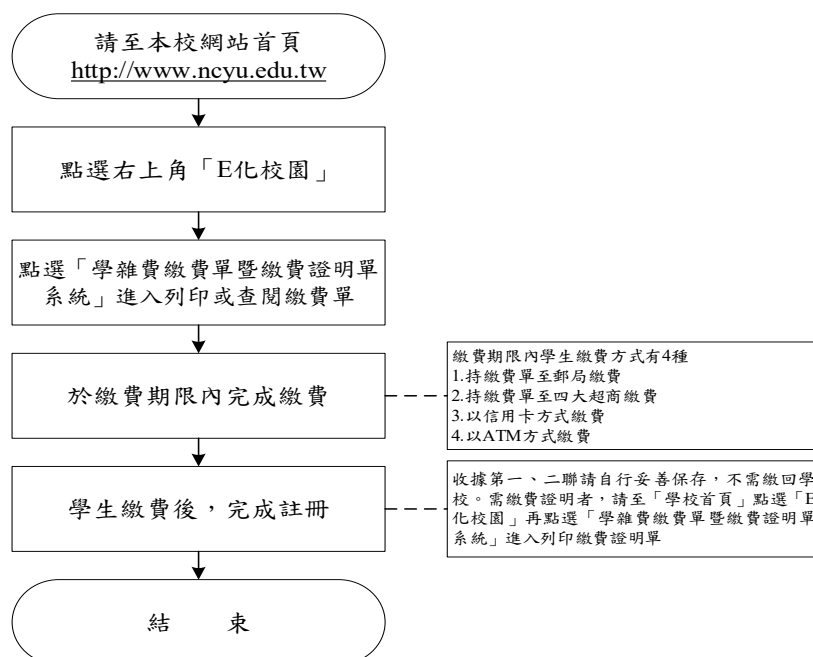 請至本校網站首頁
http://www.ncyu.edu.tw
點選右上角「E化校園」
點選「學雜費繳費單暨繳費證明單
系統」進入列印或查閱繳費單
於繳費期限內完成繳費
繳費期限內學生繳費方式有4種
1.持繳費單至郵局繳費
2.持繳費單至四大超商繳費
3.以信用卡方式繳費
4.以ATM方式繳費
學生繳費後，完成註冊
收據第一、二聯請自行妥善保存，不需繳回學
校。需繳費證明者，請至「學校首頁」點選「E
化校園」再點選「學雜費繳費單暨繳費證明單
系統」進入列印繳費證明單
結 束